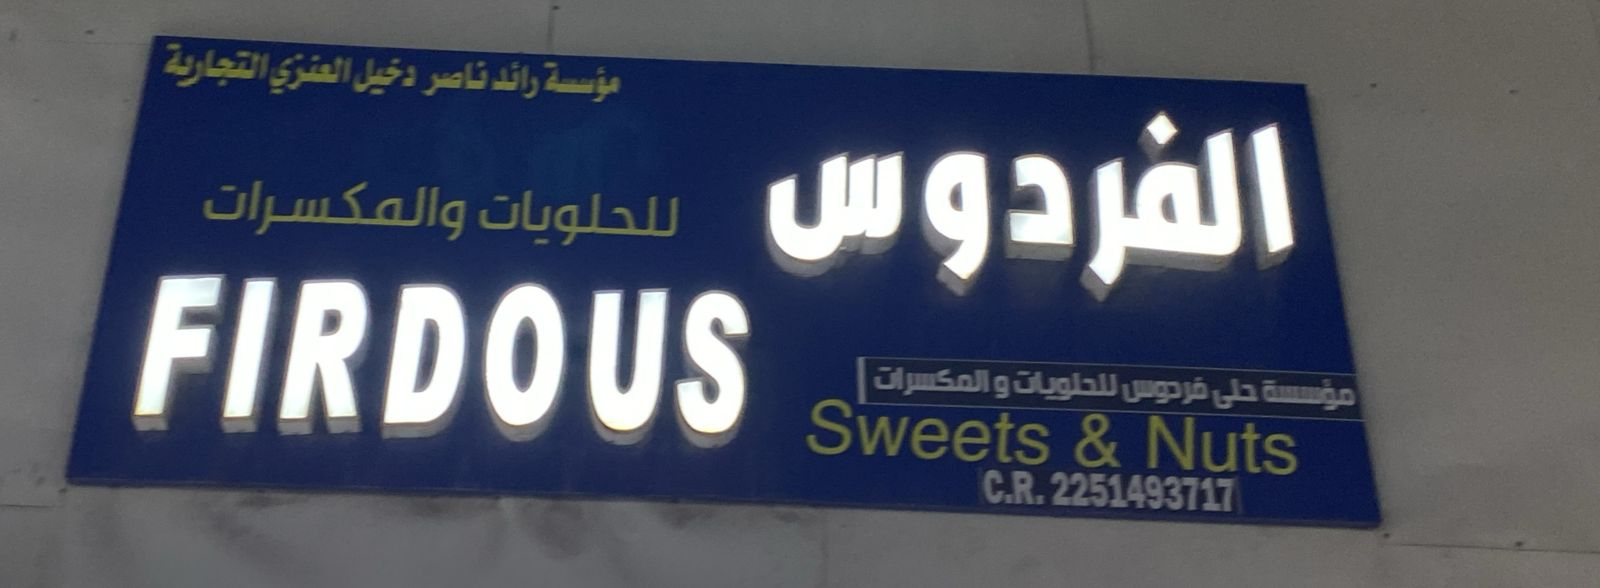 مؤسسة رائد ناصر دخيل العنزي التجارية
الفردوس
للحلويات والمكسرات
FIRDOUS
مؤسسة حلى فردوس للحلويات و المكسرات
Sweets & Nuts
C.R. 2251493717